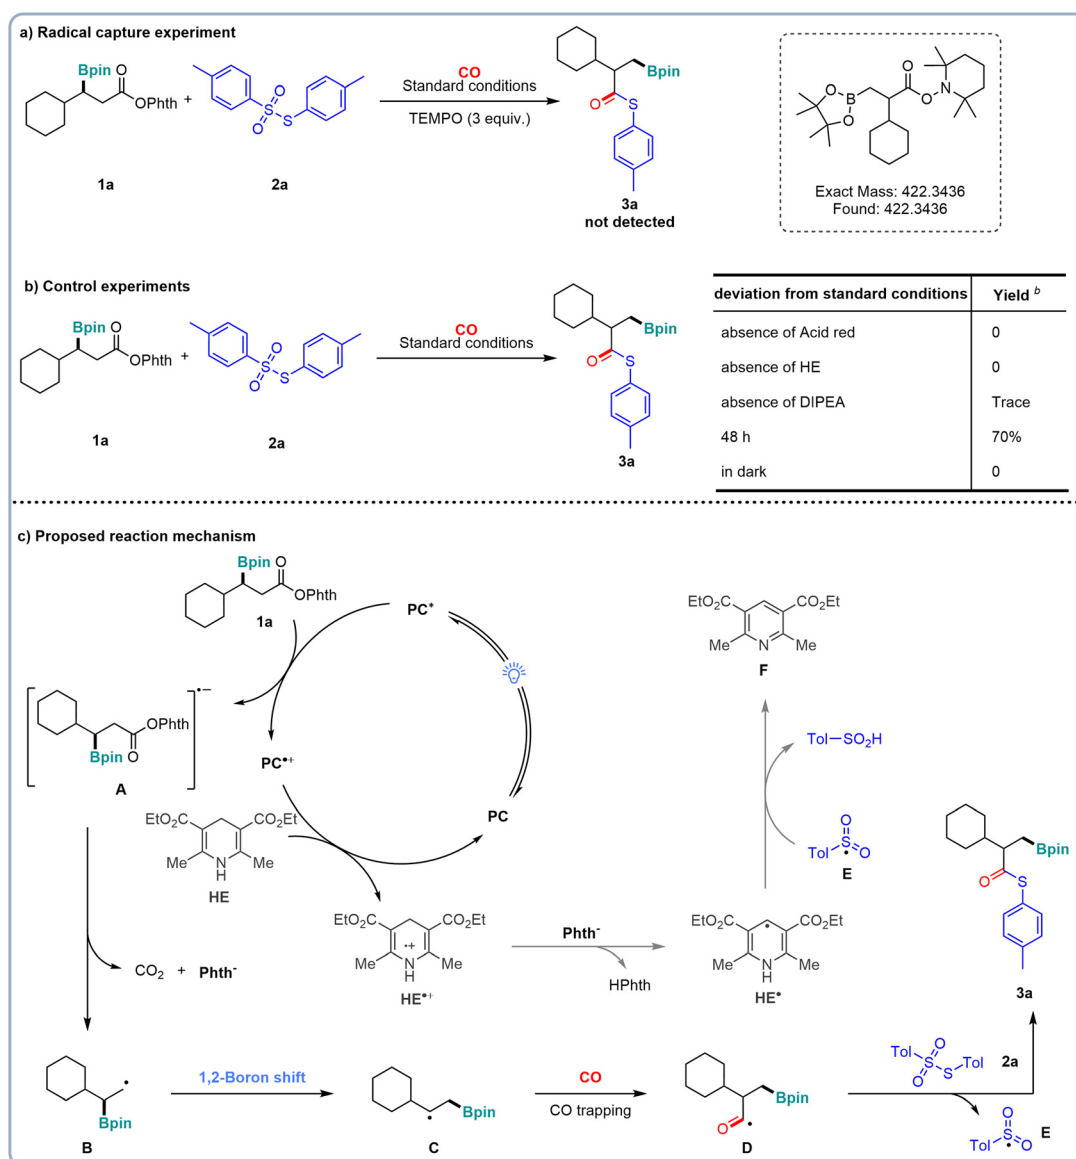 a) Radical capture experiment
Bpin
O
OPhth
+
O
S
S
O
CO
Standard conditions
TEMPO (3 equiv.)
Bpin
O
S
1a
2a
3a
not detected
O
B
O
O
O
N
Exact Mass: 422.3436
Found: 422.3436
b) Control experiments
Bpin
O
OPhth
+
O
S
S
O
CO
Standard conditions
Bpin
O
S
1a
2a
3a
deviation from standard conditions Yield b
absence of Acid red 0
absence of HE 0
absence of DIPEA Trace
48 h 70%
in dark 0
c) Proposed reaction mechanism
Bpin
O
OPhth
1a
PC*
OPhth
O
Bpin
•−
A
PC•+
PC
EtO2C
CO2Et
Me
N
H
Me
HE
EtO2C
CO2Et
•+
Me
N
H
Me
HE•+
Phth-
HPhth
EtO2C
CO2Et
Me
N
H
Me
HE•
EtO2C
CO2Et
Me
N
Me
F
Tol−SO2H
O
Tol
S
O
E
CO2 + Phth-
Bpin
O
S
3a
Bpin
B
1,2-Boron shift
Bpin
C
CO
CO trapping
Bpin
O
D
O
Tol
S
O
S
Tol
2a
O
Tol
S
O
E